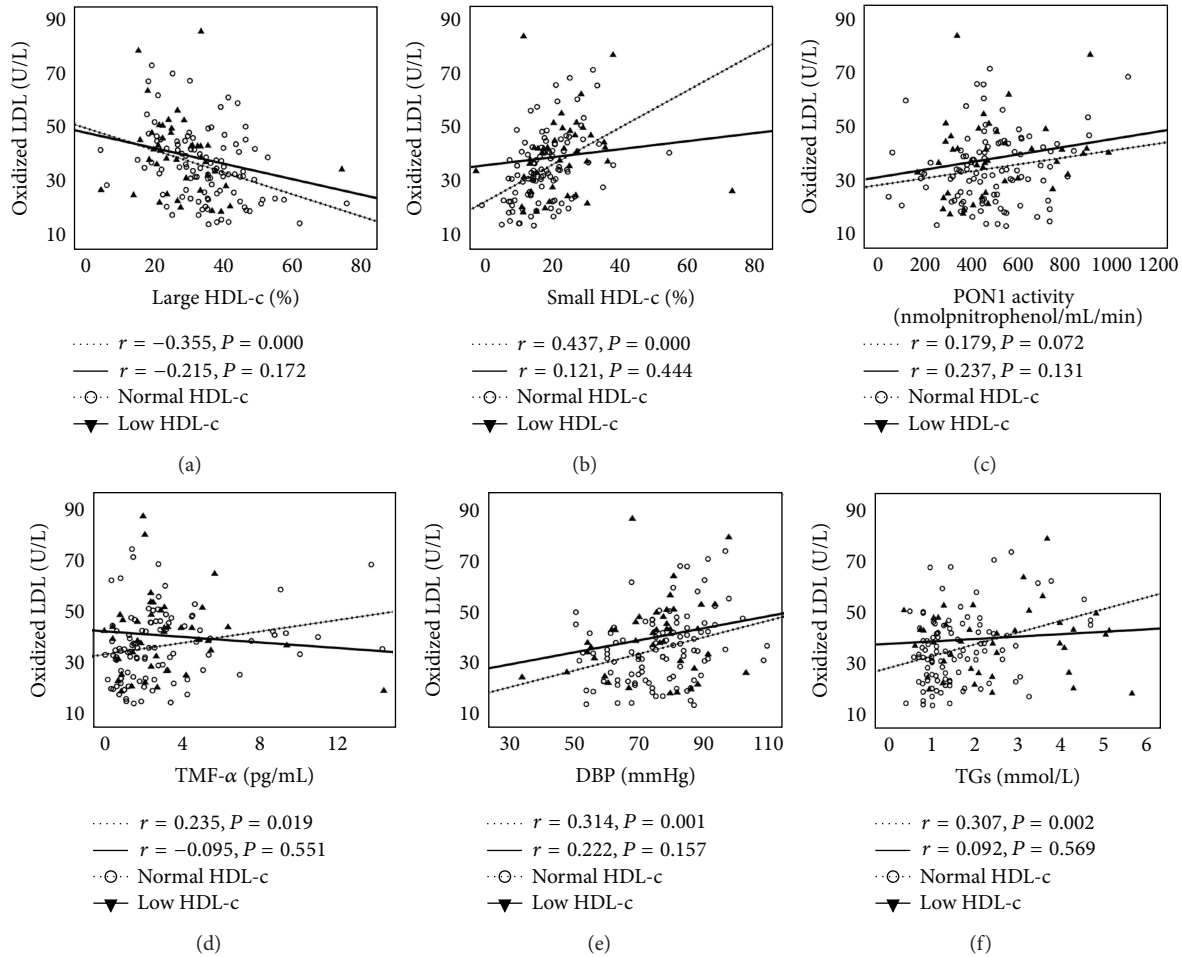 90
70
50
30
10
Oxidized LDL (U/L)
0 20 40 60 80
Large HDL-c (%)
r = −0.355, P = 0.000
r = −0.215, P = 0.172
Normal HDL-c
Low HDL-c
(a)
90
70
50
30
10
Oxidized LDL (U/L)
0 20 40 60 80
Small HDL-c (%)
r = 0.437, P = 0.000
r = 0.121, P = 0.444
Normal HDL-c
Low HDL-c
(b)
90
70
50
30
10
Oxidized LDL (U/L)
0 200 400 600 800 1000 1200
PON1 activity
(nmolpnitrophenol/mL/min)
r = 0.179, P = 0.072
r = 0.237, P = 0.131
Normal HDL-c
Low HDL-c
(c)
90
70
50
30
10
Oxidized LDL (U/L)
0 4 8 12
TMF-α (pg/mL)
r = 0.235, P = 0.019
r = −0.095, P = 0.551
Normal HDL-c
Low HDL-c
(d)
90
70
50
30
10
Oxidized LDL (U/L)
30 50 70 90 110
DBP (mmHg)
r = 0.314, P = 0.001
r = 0.222, P = 0.157
Normal HDL-c
Low HDL-c
(e)
90
70
50
30
10
Oxidized LDL (U/L)
0 1 2 3 4 5 6
TGs (mmol/L)
r = 0.307, P = 0.002
r = 0.092, P = 0.569
Normal HDL-c
Low HDL-c
(f)